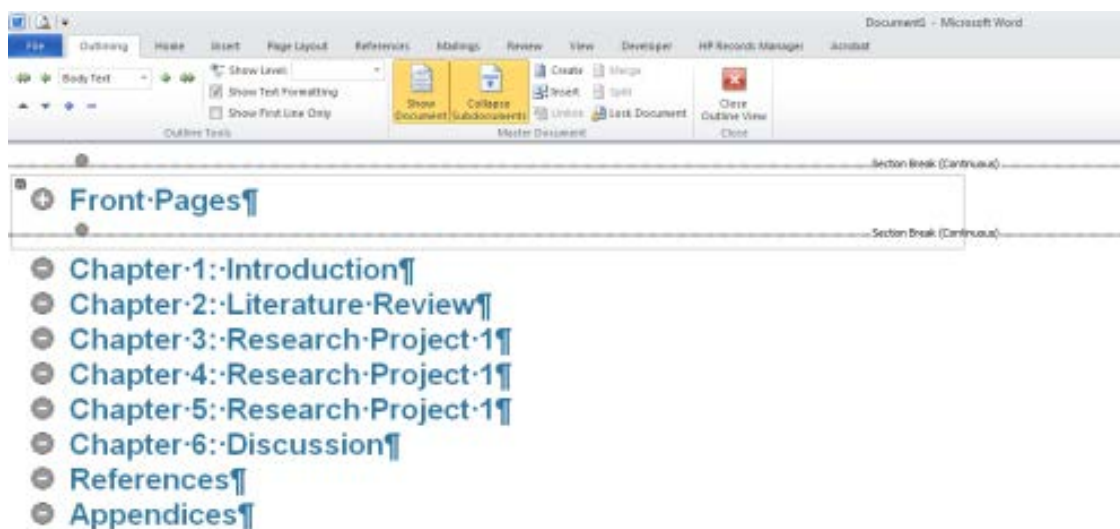 Document1 - Microsoft Word
File Outlining Home Insert Page Layout References Mailings Review View Developer HP Records Manager Acrobat
Body Text Show Level: Show Document Collapse Subdocuments Create Merge Close Outline View
Show Text Formatting Insert Split
Show First Line Only Unlink Lock Document
Outline Tools Master Document Close
Section Break (Continuous)
Front·Pages¶
Section Break (Continuous)
Chapter·1:·Introduction¶
Chapter·2:·Literature·Review¶
Chapter·3:·Research·Project·1¶
Chapter·4:·Research·Project·1¶
Chapter·5:·Research·Project·1¶
Chapter·6:·Discussion¶
References¶
Appendices¶